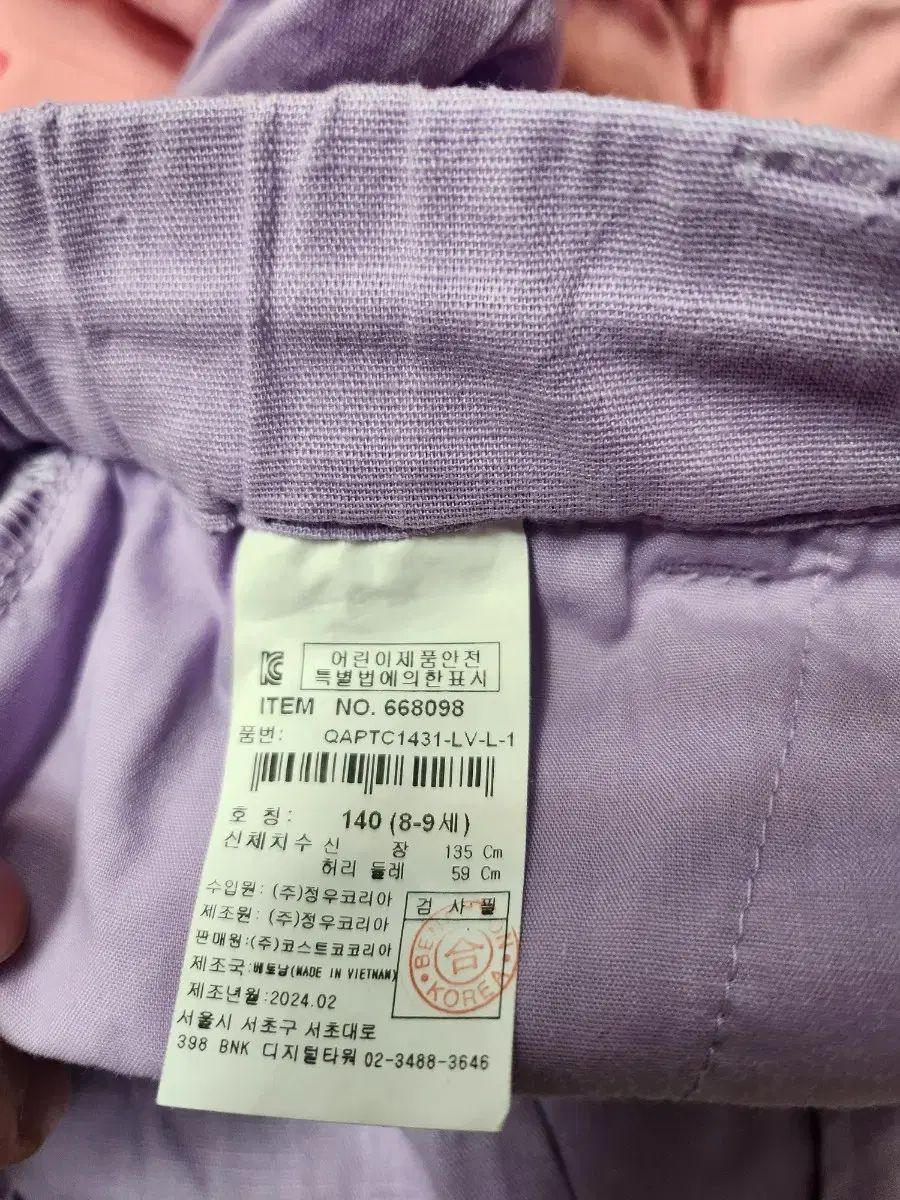 KC
어린이제품안전
특별법에의한표시
ITEM NO. 668098
품번: QAPTC1431-LV-L-1
호 칭: 140 (8-9세)
신체치수 신 장 135 Cm
허리 둘레 59 Cm
수입원: (주)정우코리아
제조원: (주)정우코리아
판매원:(주)코스트코코리아
제조국:베트남(MADE IN VIETNAM)
제조년월:2024.02
검 사 필
合
KOREA
서울시 서초구 서초대로
398 BNK 디지털타워 02-3488-3646